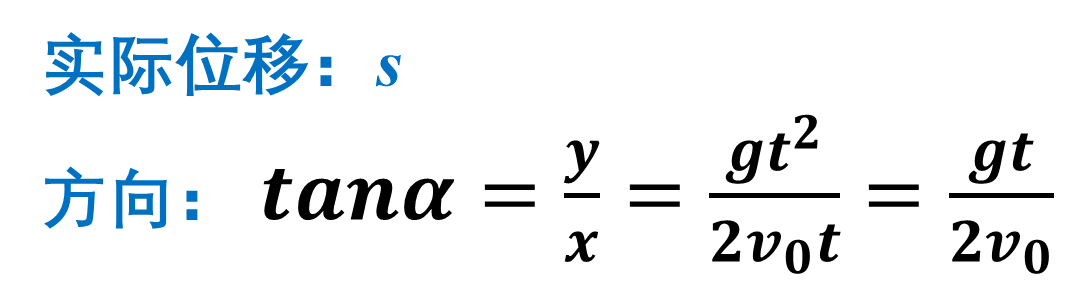 实际位移：s
方向：tanα = y/x = gt²/2v₀t = gt/2v₀